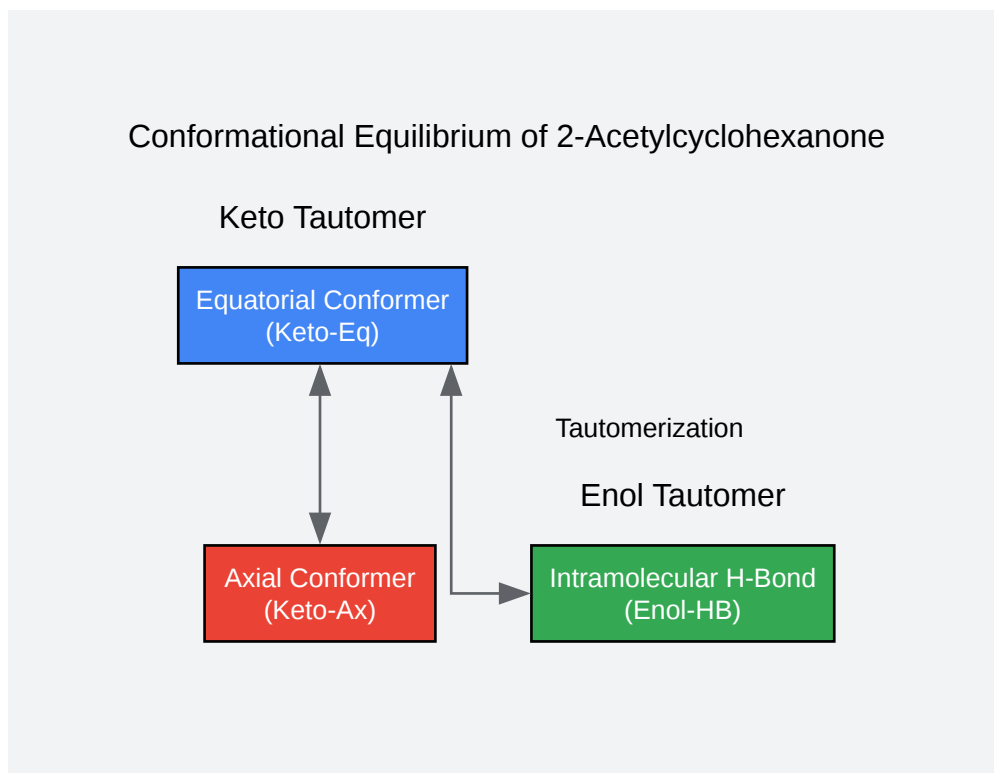 Conformational Equilibrium of 2-Acetylcyclohexanone
Keto Tautomer
Equatorial Conformer
(Keto-Eq)
Tautomerization
Enol Tautomer
Axial Conformer
(Keto-Ax)
Intramolecular H-Bond
(Enol-HB)